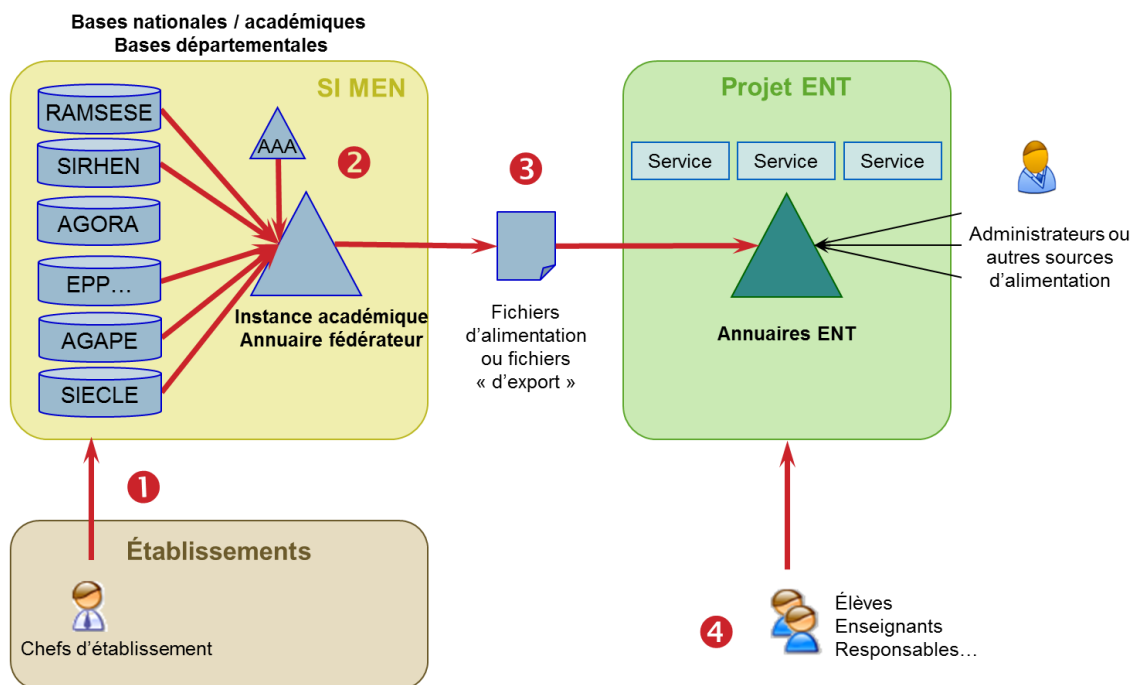 Bases nationales / académiques
Bases départementales
SI MEN
RAMSESE
SIRHEN
AGORA
EPP…
AGAPE
SIECLE
AAA
2
Instance académique
Annuaire fédérateur
3
Fichiers
d’alimentation
ou fichiers
« d’export »
Projet ENT
Service
Service
Service
Annuaires ENT
Administrateurs ou
autres sources
d’alimentation
1
Établissements
Chefs d’établissement
4
Élèves
Enseignants
Responsables…